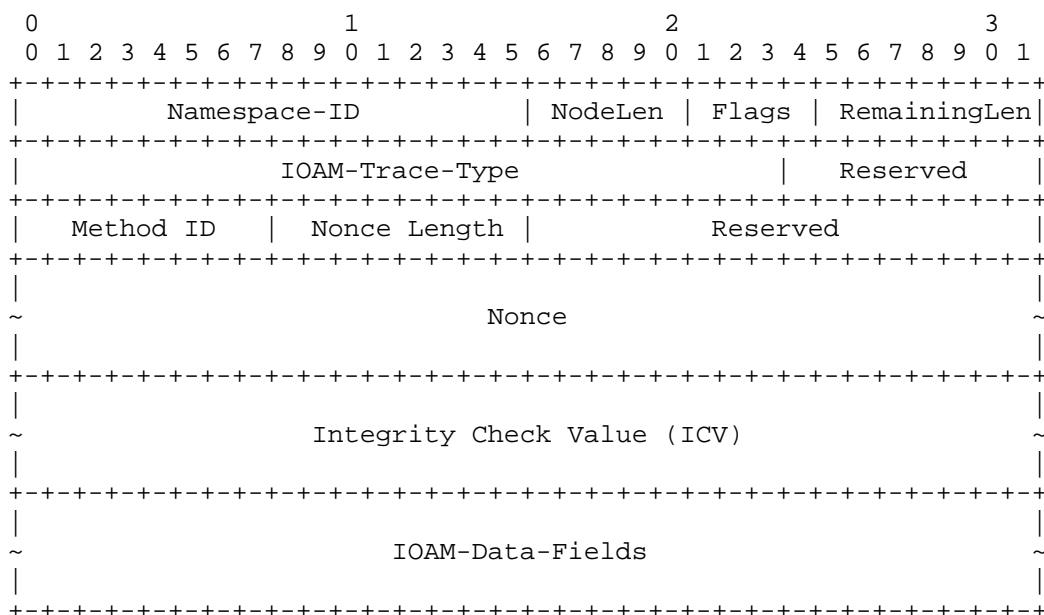 0                   1                   2                   3
 0 1 2 3 4 5 6 7 8 9 0 1 2 3 4 5 6 7 8 9 0 1 2 3 4 5 6 7 8 9 0 1
+-+-+-+-+-+-+-+-+-+-+-+-+-+-+-+-+-+-+-+-+-+-+-+-+-+-+-+-+-+-+-+-+
|         Namespace-ID          | NodeLen | Flags | RemainingLen|
+-+-+-+-+-+-+-+-+-+-+-+-+-+-+-+-+-+-+-+-+-+-+-+-+-+-+-+-+-+-+-+-+
|                IOAM-Trace-Type                |   Reserved    |
+-+-+-+-+-+-+-+-+-+-+-+-+-+-+-+-+-+-+-+-+-+-+-+-+-+-+-+-+-+-+-+-+
|   Method ID   |  Nonce Length |           Reserved            |
+-+-+-+-+-+-+-+-+-+-+-+-+-+-+-+-+-+-+-+-+-+-+-+-+-+-+-+-+-+-+-+-+
|                                                               |
~                             Nonce                             ~
|                                                               |
+-+-+-+-+-+-+-+-+-+-+-+-+-+-+-+-+-+-+-+-+-+-+-+-+-+-+-+-+-+-+-+-+
|                                                               |
~                  Integrity Check Value (ICV)                  ~
|                                                               |
+-+-+-+-+-+-+-+-+-+-+-+-+-+-+-+-+-+-+-+-+-+-+-+-+-+-+-+-+-+-+-+-+
|                                                               |
~                       IOAM-Data-Fields                        ~
|                                                               |
+-+-+-+-+-+-+-+-+-+-+-+-+-+-+-+-+-+-+-+-+-+-+-+-+-+-+-+-+-+-+-+-+